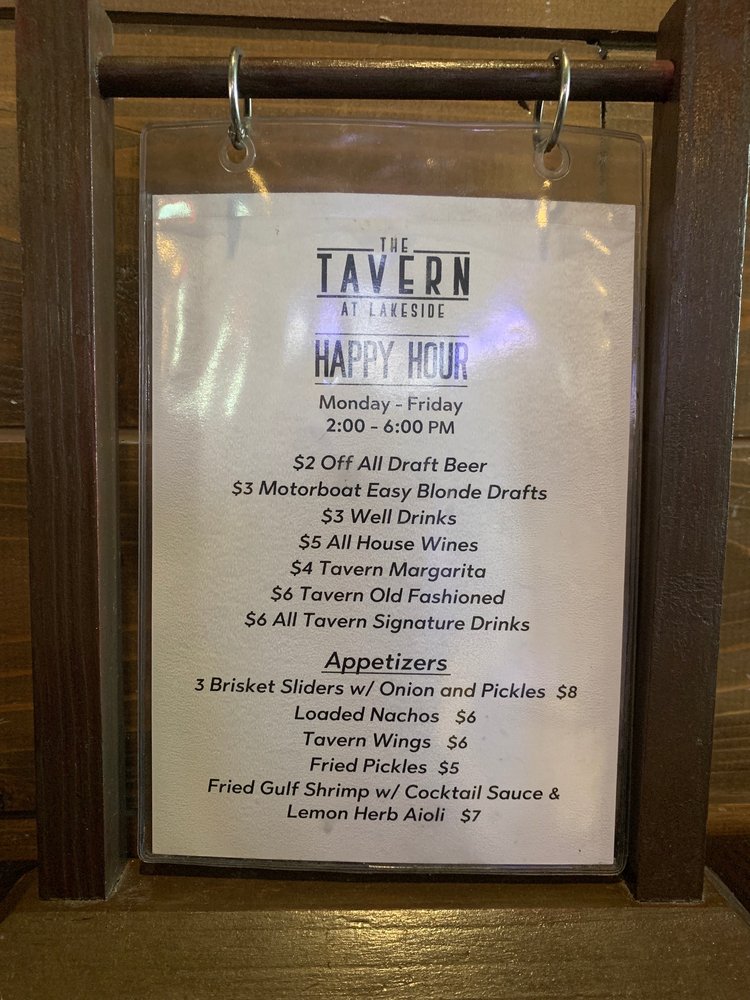 THE
TAVERN
AT LAKESIDE
HAPPY HOUR
Monday - Friday
2:00 - 6:00 PM
$2 Off All Draft Beer
$3 Motorboat Easy Blonde Drafts
$3 Well Drinks
$5 All House Wines
$4 Tavern Margarita
$6 Tavern Old Fashioned
$6 All Tavern Signature Drinks
Appetizers
3 Brisket Sliders w/ Onion and Pickles $8
Loaded Nachos $6
Tavern Wings $6
Fried Pickles $5
Fried Gulf Shrimp w/ Cocktail Sauce &
Lemon Herb Aioli $7